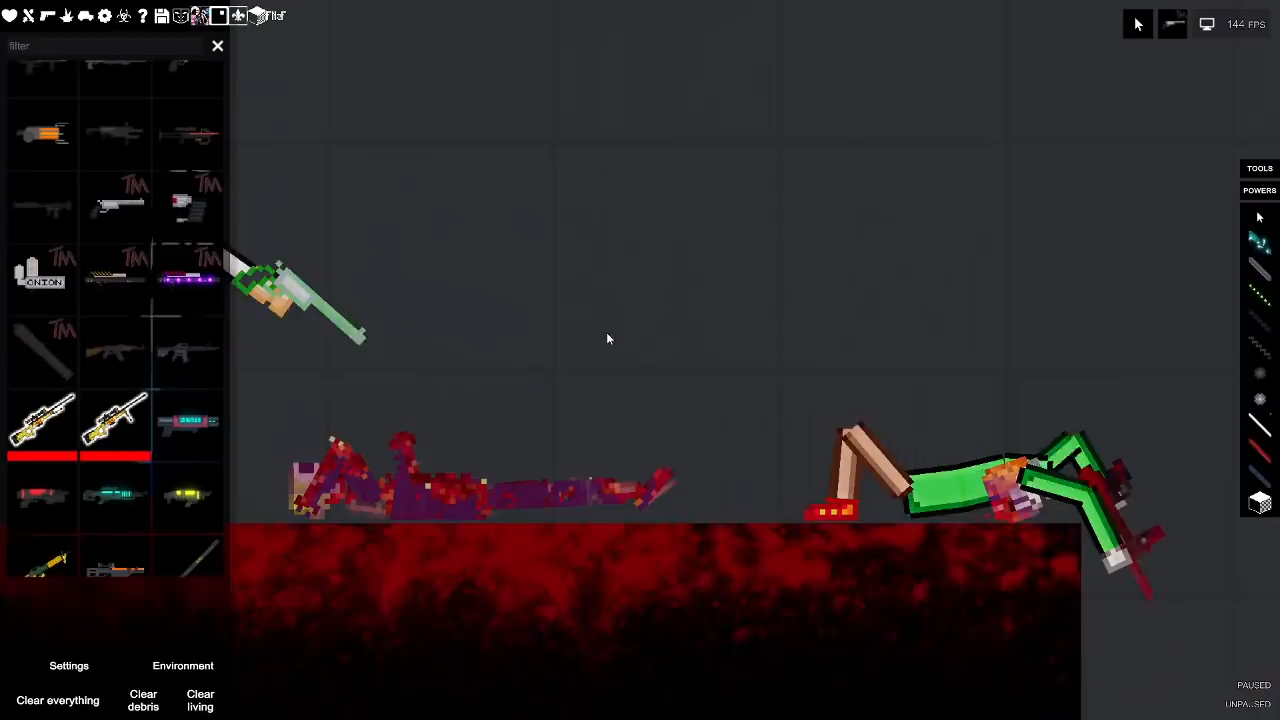 144 FPS
filter
TOOLS
POWERS
TM TM
ONION TM TM TM
TM
Settings Environment
Clear everything Clear debris Clear living
PAUSED
UNPAUSED